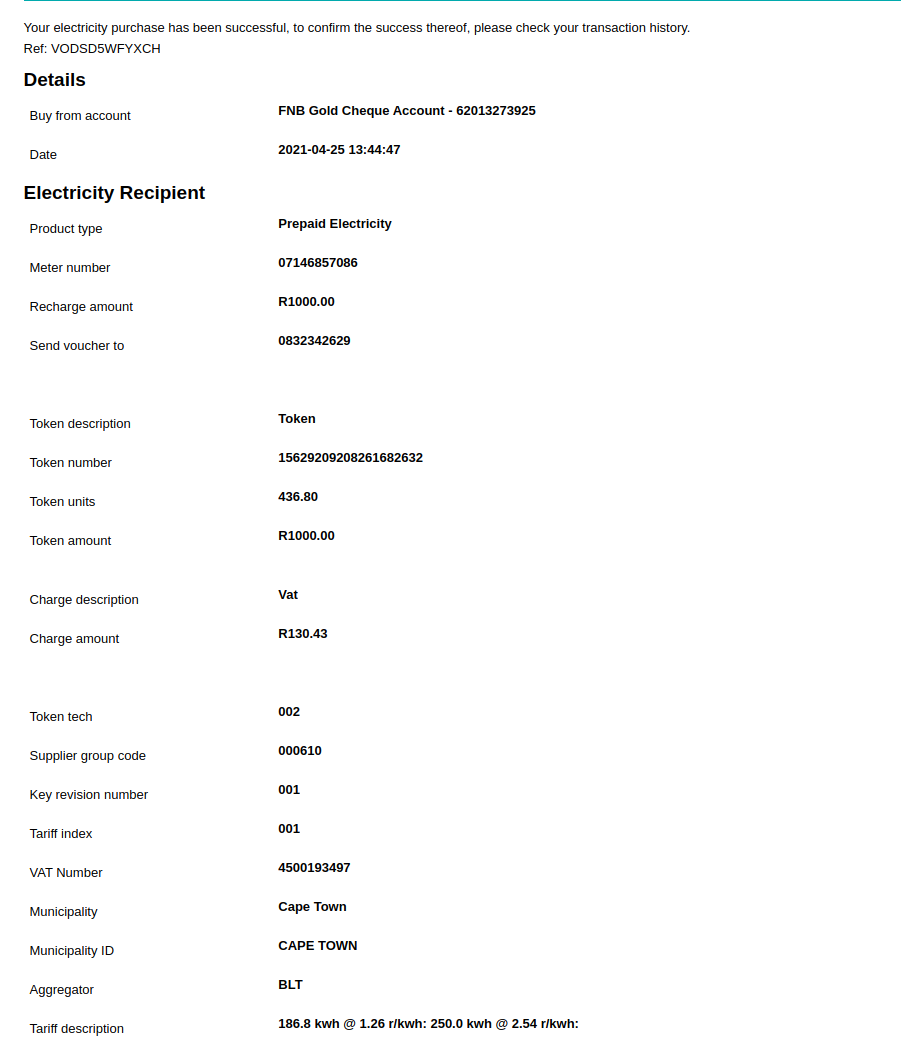 Your electricity purchase has been successful, to confirm the success thereof, please check your transaction history.
Ref: VODSD5WFYXCH
Details
Buy from account FNB Gold Cheque Account - 62013273925
Date 2021-04-25 13:44:47
Electricity Recipient
Product type Prepaid Electricity
Meter number 07146857086
Recharge amount R1000.00
Send voucher to 0832342629
Token description Token
Token number 15629209208261682632
Token units 436.80
Token amount R1000.00
Charge description Vat
Charge amount R130.43
Token tech 002
Supplier group code 000610
Key revision number 001
Tariff index 001
VAT Number 4500193497
Municipality Cape Town
Municipality ID CAPE TOWN
Aggregator BLT
Tariff description 186.8 kwh @ 1.26 r/kwh: 250.0 kwh @ 2.54 r/kwh: